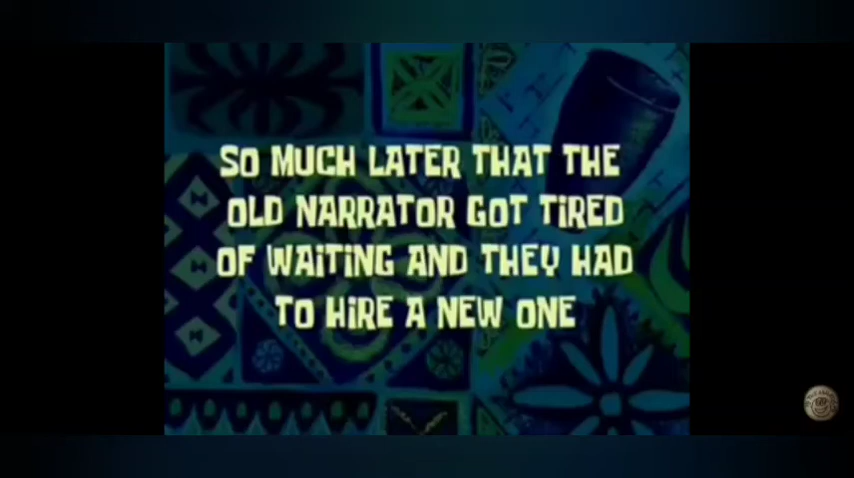 SO MUCH LATER THAT THE
OLD NARRATOR GOT TIRED
OF WAITING AND THEY HAD
TO HIRE A NEW ONE